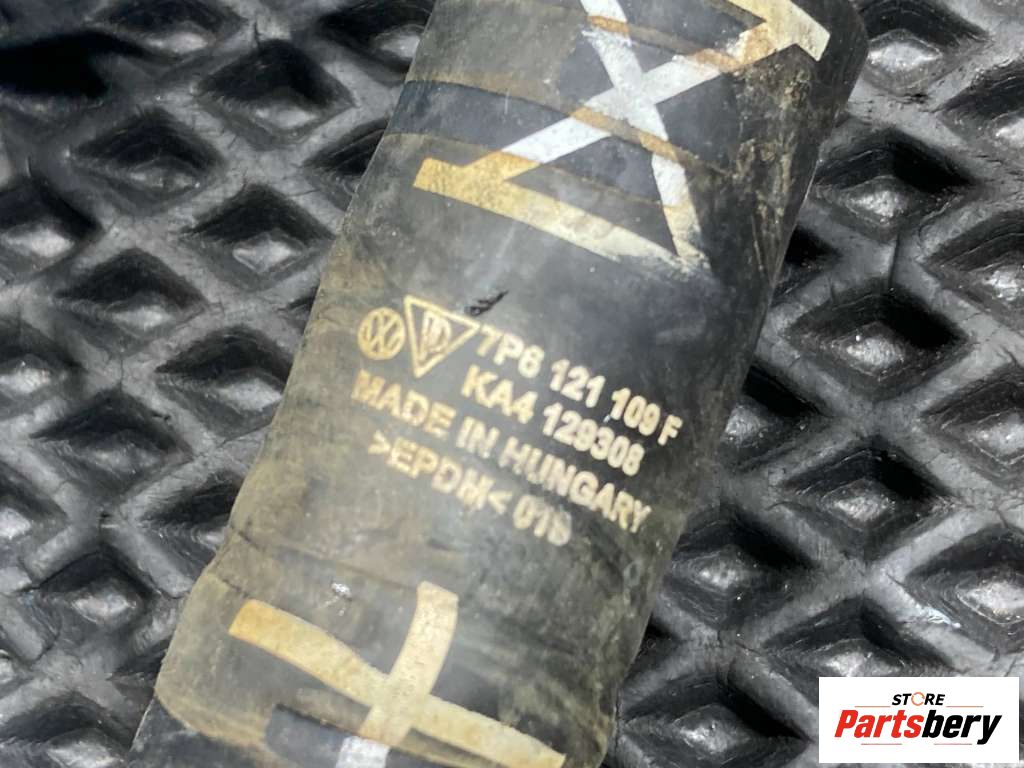 7P6 121 109 F
KA4 129308
MADE IN HUNGARY
>EPDM<
STORE
Partsbery